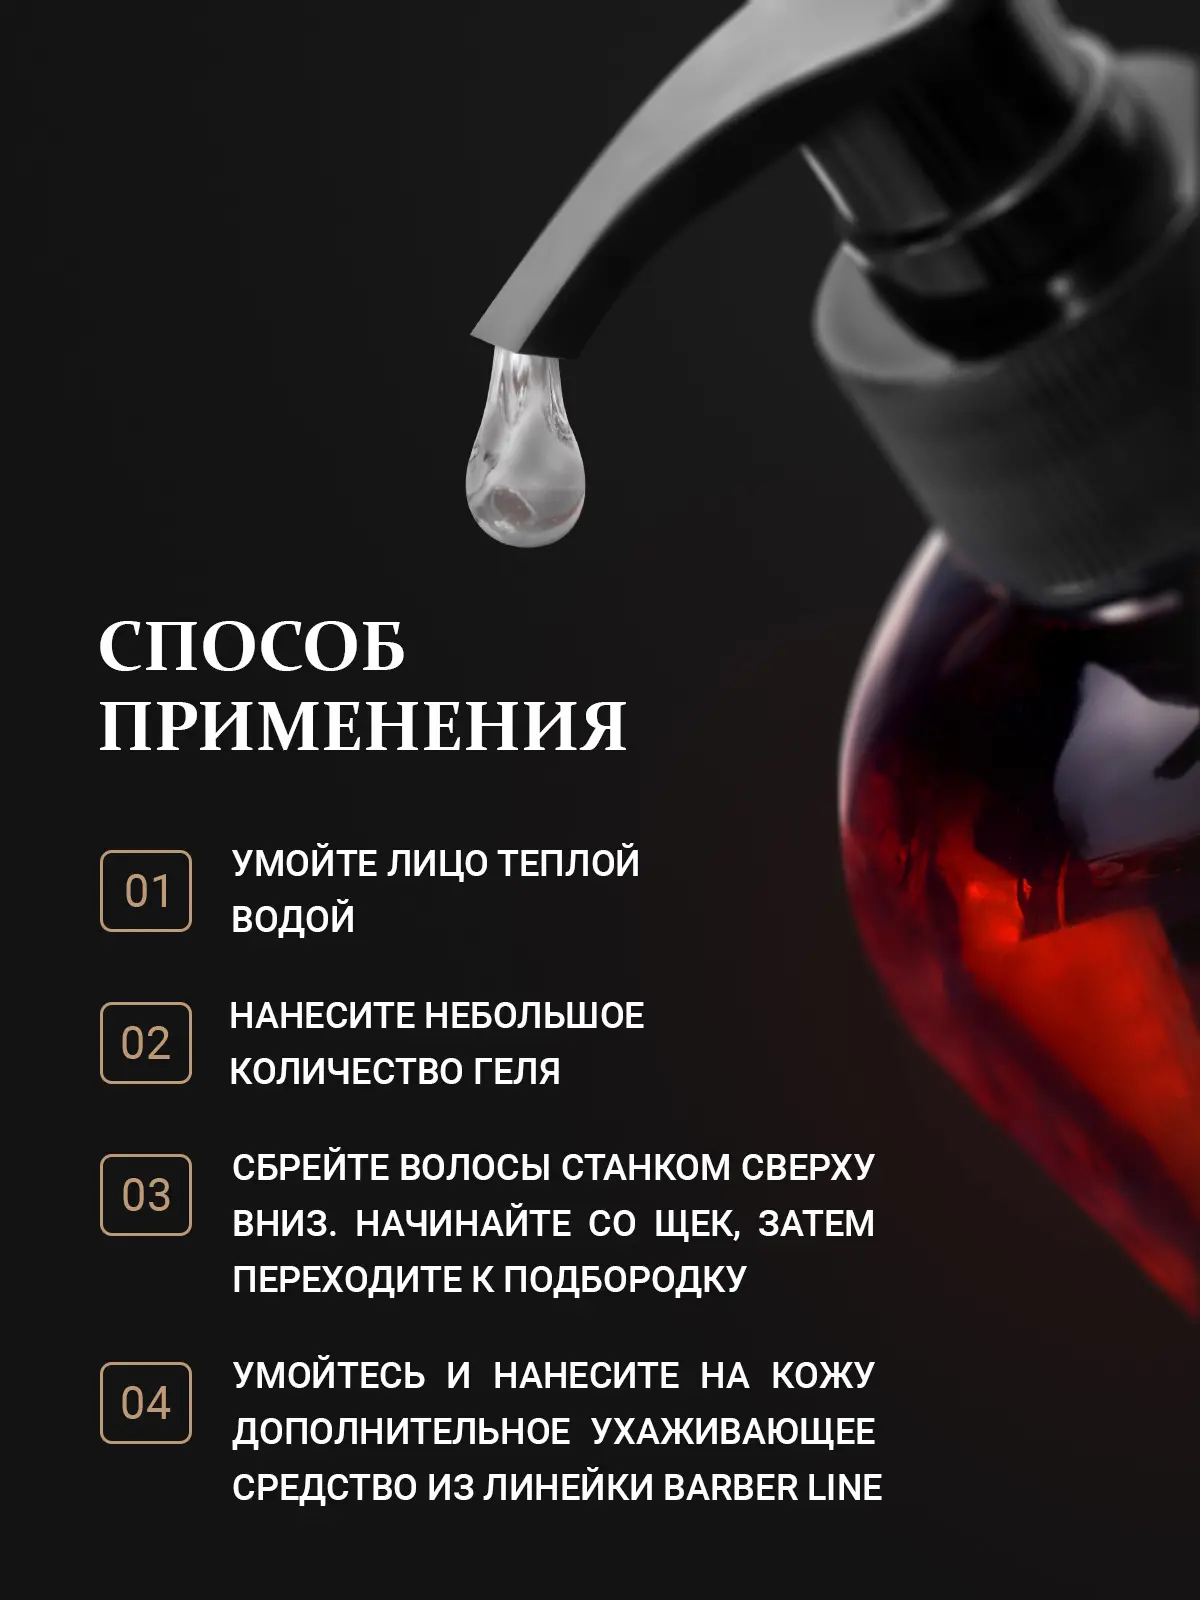 СПОСОБ
ПРИМЕНЕНИЯ
01
УМОЙТЕ ЛИЦО ТЕПЛОЙ
ВОДОЙ
02
НАНЕСИТЕ НЕБОЛЬШОЕ
КОЛИЧЕСТВО ГЕЛЯ
03
СБРЕЙТЕ ВОЛОСЫ СТАНКОМ СВЕРХУ
ВНИЗ. НАЧИНАЙТЕ СО ЩЕК, ЗАТЕМ
ПЕРЕХОДИТЕ К ПОДБОРОДКУ
04
УМОЙТЕСЬ И НАНЕСИТЕ НА КОЖУ
ДОПОЛНИТЕЛЬНОЕ УХАЖИВАЮЩЕЕ
СРЕДСТВО ИЗ ЛИНЕЙКИ BARBER LINE